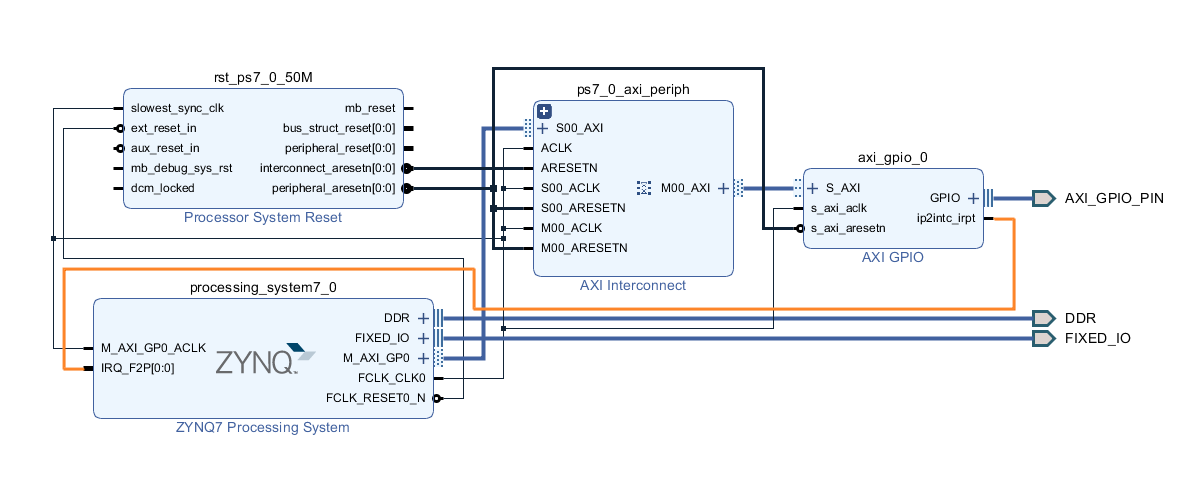 rst_ps7_0_50M
slowest_sync_clk
ext_reset_in
aux_reset_in
mb_debug_sys_rst
dcm_locked
mb_reset
bus_struct_reset[0:0]
peripheral_reset[0:0]
interconnect_aresetn[0:0]
peripheral_aresetn[0:0]
Processor System Reset
ps7_0_axi_periph
S00_AXI
ACLK
ARESETN
S00_ACLK
S00_ARESETN
M00_ACLK
M00_ARESETN
M00_AXI
AXI Interconnect
axi_gpio_0
S_AXI
s_axi_aclk
s_axi_aresetn
GPIO
ip2intc_irpt
AXI GPIO
AXI_GPIO_PIN
DDR
FIXED_IO
processing_system7_0
M_AXI_GP0_ACLK
IRQ_F2P[0:0]
ZYNQ
DDR
FIXED_IO
M_AXI_GP0
FCLK_CLK0
FCLK_RESET0_N
ZYNQ7 Processing System